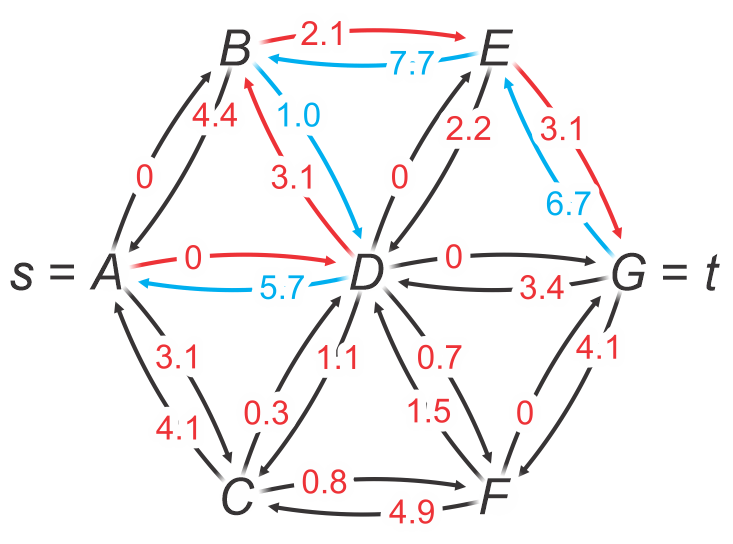 B 2.1 E
7.7
4.4 1.0 2.2 3.1
0 3.1 0 6.7
s = A 0 D 0 G = t
5.7 3.4
3.1 1.1 0.7 4.1
4.1 0.3 1.5 0
C 0.8 F
4.9